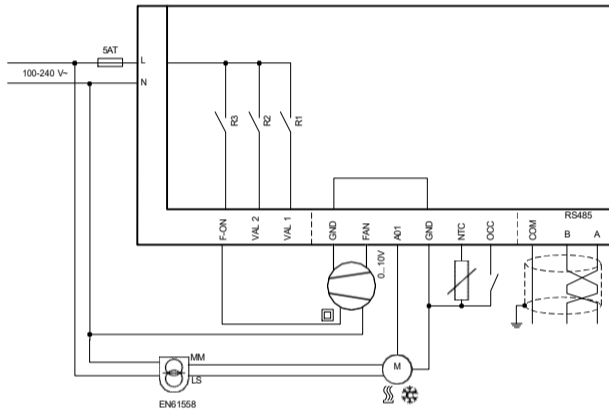 5AT
L
100-240 V~
N
R3
R2
R1
RS485
F-ON
VAL 2
VAL 1
GND
FAN
A01
GND
NTC
OCC
COM
B
A
0...10V
MM
LS
M
EN61558